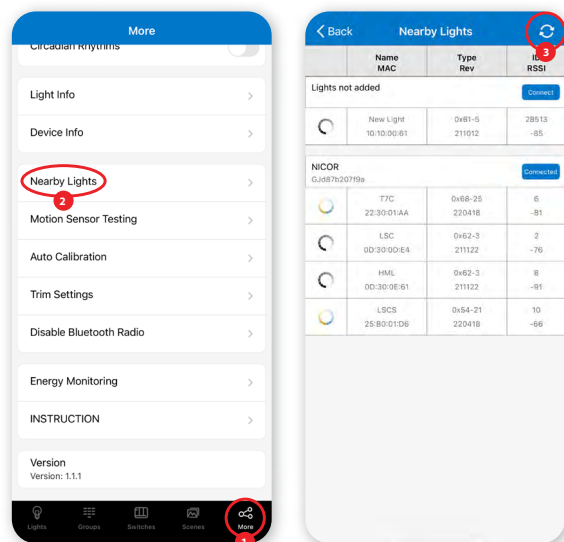 More
Circadian Rhythms
Light Info
Device Info
Nearby Lights
2
Motion Sensor Testing
Auto Calibration
Trim Settings
Disable Bluetooth Radio
Energy Monitoring
INSTRUCTION
Version
Version: 1.1.1
Lights Groups Switches Scenes More
1
Back Nearby Lights
3
Name Type
MAC Rev RSSI
Lights not added Connect
New Light 0x81-5 28513
10:10:00:61 211012 -85
NICOR Connected
GJd87b207f9a
T7C 0x68-25 6
22:30:01:AA 220418 -81
LSC 0x62-3 2
0D:30:0D:E4 211122 -76
HML 0x62-3 8
0D:30:0E:61 211122 -91
LSCS 0x54-21 10
25:B0:01:D6 220418 -66